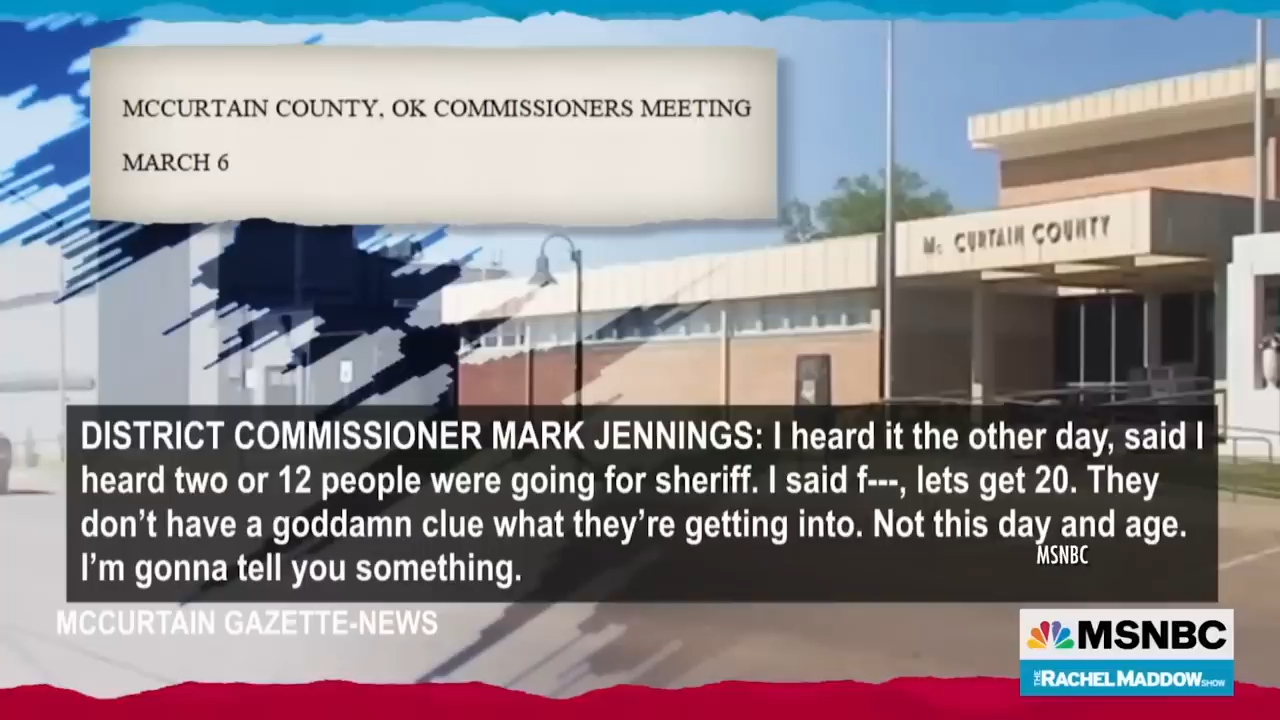 MCCURTAIN COUNTY, OK COMMISSIONERS MEETING
MARCH 6
Mc CURTAIN COUNTY
DISTRICT COMMISSIONER MARK JENNINGS: I heard it the other day, said I
heard two or 12 people were going for sheriff. I said f---, lets get 20. They
don't have a goddamn clue what they're getting into. Not this day and age.
MSNBC
I'm gonna tell you something.
MCCURTAIN GAZETTE-NEWS
MSNBC
THE RACHEL MADDOW SHOW